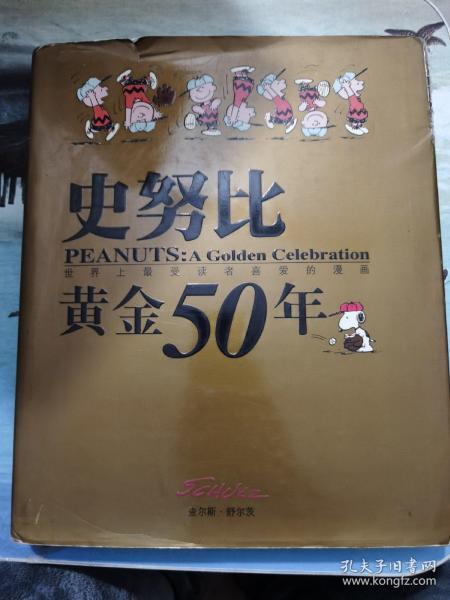 史努比
PEANUTS: A Golden Celebration
世界上最受读者喜爱的漫画
黄金50年
SCHULZ
查尔斯·舒尔茨
孔夫子旧书网
www.kongfz.com